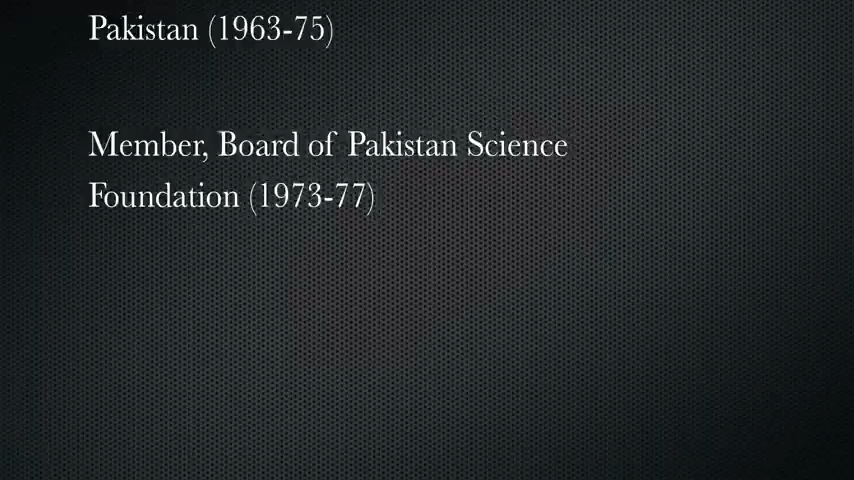 Pakistan (1963-75)
Member, Board of Pakistan Science
Foundation (1973-77)